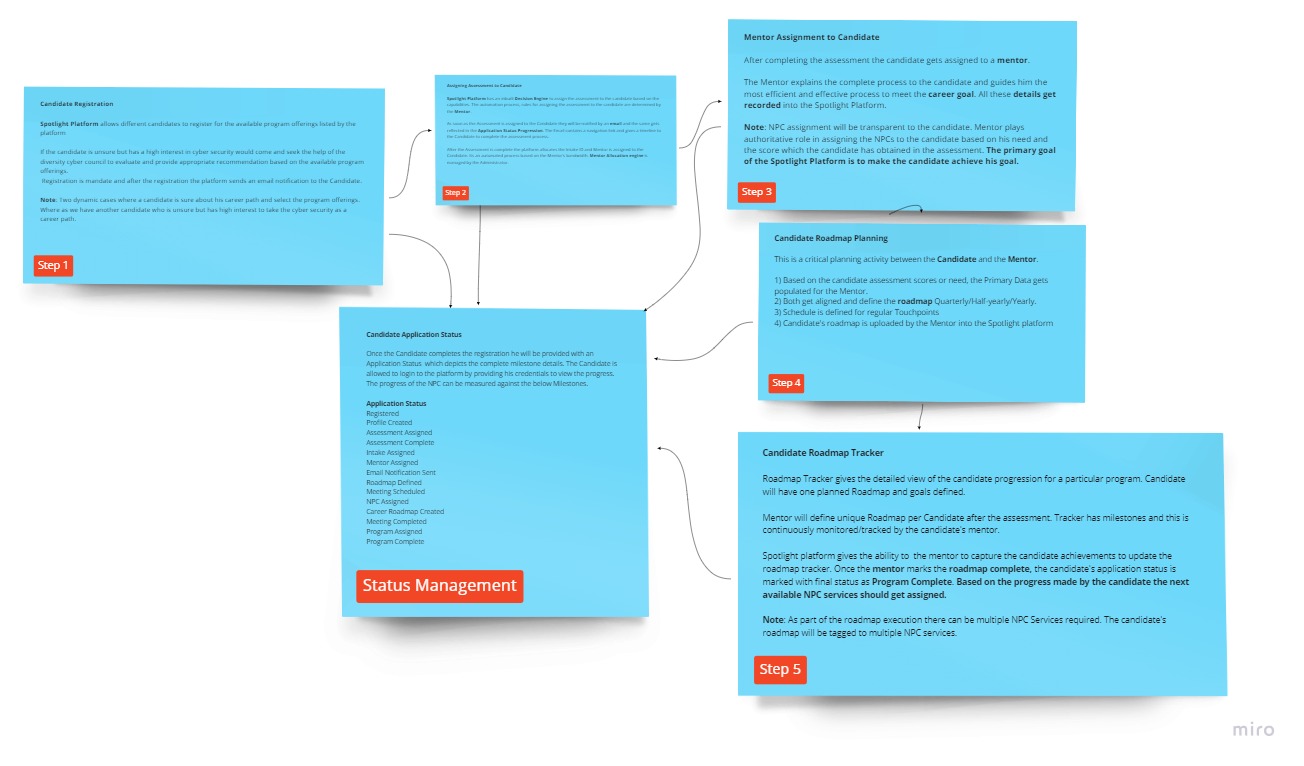 Candidate Registration
Spotlight Platform allows different candidates to register for the available program offerings listed by the
platform
If the candidate is unsure but has a high interest in cyber security would come and seek the help of the
diversity cyber council to evaluate and provide appropriate recommendation based on the available program
offerings.
Registration is mandate and after the registration the platform sends an email notification to the Candidate.
Note: Two dynamic cases where a candidate is sure about his career path and select the program offerings.
Where as we have another candidate who is unsure but has high interest to take the cyber security as a
career path.
Step 1
Assigning Assessment to Candidate
Spotlight Platform has an inbuilt Decision Engine to assign the assessment to the candidate based on the
capabilities. The automation process, rules for assigning the assessment to the candidate are determined by
the Mentor.
As soon as the Assessment is assigned to the Candidate they will be notified by an email and the same gets
reflected in the Application Status Progression. The Email contains a navigation link and gives a timeline to
the Candidate to complete the assessment process.
After the Assessment is complete the platform allocates the Intake ID and Mentor is assigned to the
Candidate. It's an automated process based on the Mentor's bandwidth. Mentor Allocation engine is
managed by the Administrator.
Step 2
Mentor Assignment to Candidate
After completing the assessment the candidate gets assigned to a mentor.
The Mentor explains the complete process to the candidate and guides him the
most efficient and effective process to meet the career goal. All these details get
recorded into the Spotlight Platform.
Note: NPC assignment will be transparent to the candidate. Mentor plays
authoritative role in assigning the NPCs to the candidate based on his need and
the score which the candidate has obtained in the assessment. The primary goal
of the Spotlight Platform is to make the candidate achieve his goal.
Step 3
Candidate Roadmap Planning
This is a critical planning activity between the Candidate and the Mentor.
1) Based on the candidate assessment scores or need, the Primary Data gets
populated for the Mentor.
2) Both get aligned and define the roadmap Quarterly/Half-yearly/Yearly.
3) Schedule is defined for regular Touchpoints
4) Candidate's roadmap is uploaded by the Mentor into the Spotlight platform
Step 4
Candidate Application Status
Once the Candidate completes the registration he will be provided with an
Application Status which depicts the complete milestone details. The Candidate is
allowed to login to the platform by providing his credentials to view the progress.
The progress of the NPC can be measured against the below Milestones.
Application Status
Registered
Profile Created
Assessment Assigned
Assessment Complete
Intake Assigned
Mentor Assigned
Email Notification Sent
Roadmap Defined
Meeting Scheduled
NPC Assigned
Career Roadmap Created
Meeting Completed
Program Assigned
Program Complete
Status Management
Candidate Roadmap Tracker
Roadmap Tracker gives the detailed view of the candidate progression for a particular program. Candidate
will have one planned Roadmap and goals defined.
Mentor will define unique Roadmap per Candidate after the assessment. Tracker has milestones and this is
continuously monitored/tracked by the candidate's mentor.
Spotlight platform gives the ability to the mentor to capture the candidate achievements to update the
roadmap tracker. Once the mentor marks the roadmap complete, the candidate's application status is
marked with final status as Program Complete. Based on the progress made by the candidate the next
available NPC services should get assigned.
Note: As part of the roadmap execution there can be multiple NPC Services required. The candidate's
roadmap will be tagged to multiple NPC services.
Step 5
miro